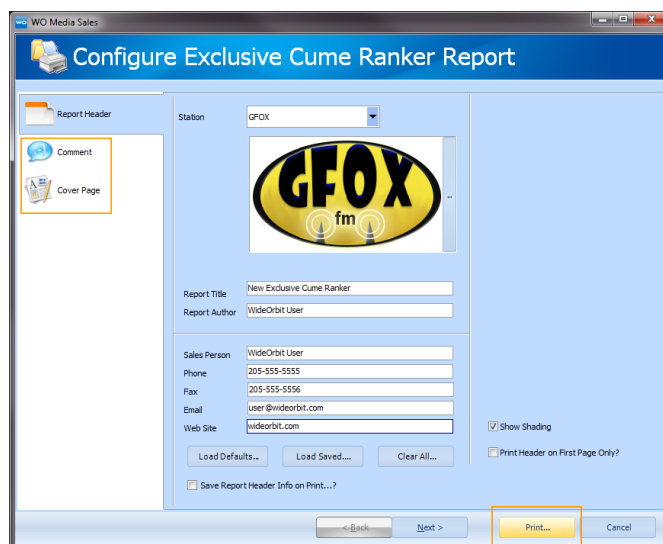 WO WO Media Sales
Configure Exclusive Cume Ranker Report
Report Header
Comment
Cover Page
Station GFOX
GFOX
fm
...
Report Title New Exclusive Cume Ranker
Report Author WideOrbit User
Sales Person WideOrbit User
Phone 205-555-5555
Fax 205-555-5556
Email user@wideorbit.com
Web Site wideorbit.com
Show Shading
Load Defaults... Load Saved.... Clear All... Print Header on First Page Only?
Save Report Header Info on Print...?
< Back Next > Print... Cancel